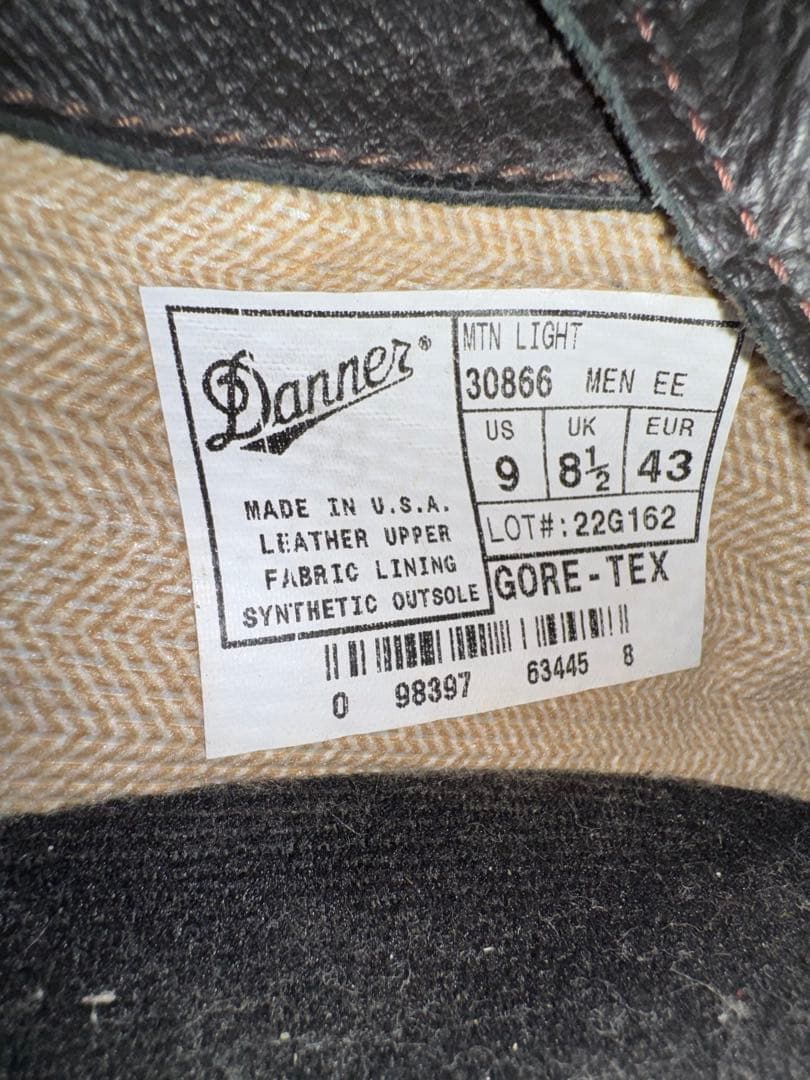 Danner®
MADE IN U.S.A.
LEATHER UPPER
FABRIC LINING
SYNTHETIC OUTSOLE
MTN LIGHT
30866 MEN EE
US UK EUR
9 8½ 43
LOT#:22G162
GORE-TEX
0 98397 63445 8